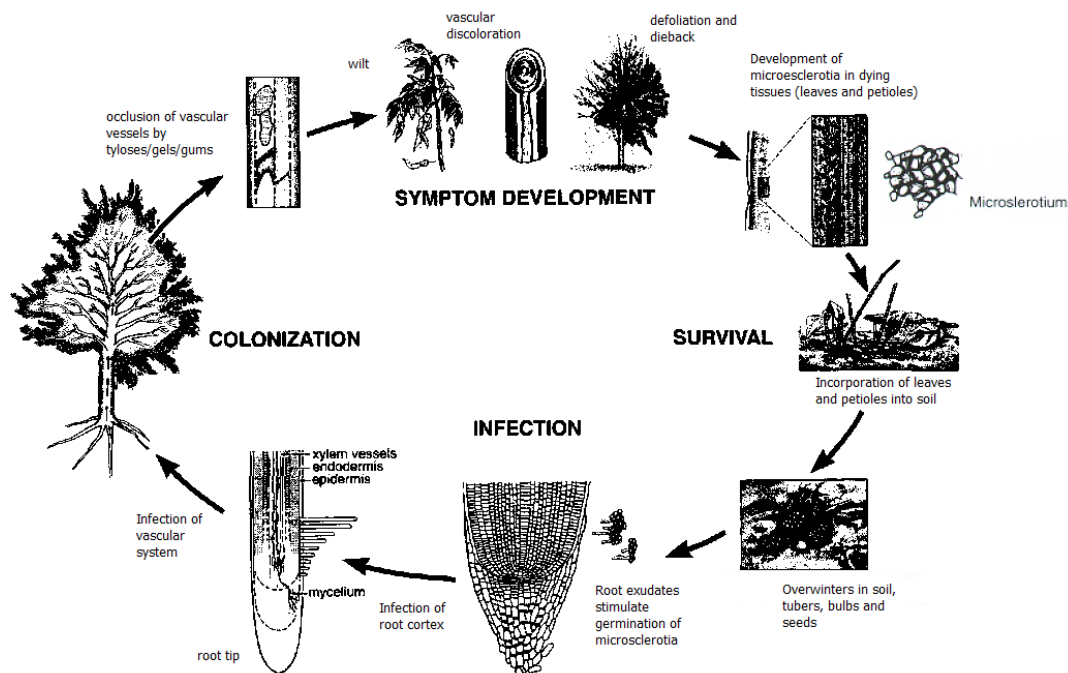 vascular
discoloration
defoliation and
dieback
wilt
Development of
microesclerotia in dying
tissues (leaves and petioles)
occlusion of vascular
vessels by
tyloses/gels/gums
SYMPTOM DEVELOPMENT
Microslerotium
COLONIZATION
SURVIVAL
Incorporation of leaves
and petioles into soil
INFECTION
xylem vessels
endodermis
epidermis
Infection of
vascular
system
mycelium
Infection of
root cortex
Root exudates
stimulate
germination of
microsclerotia
Overwinters in soil,
tubers, bulbs and
seeds
root tip